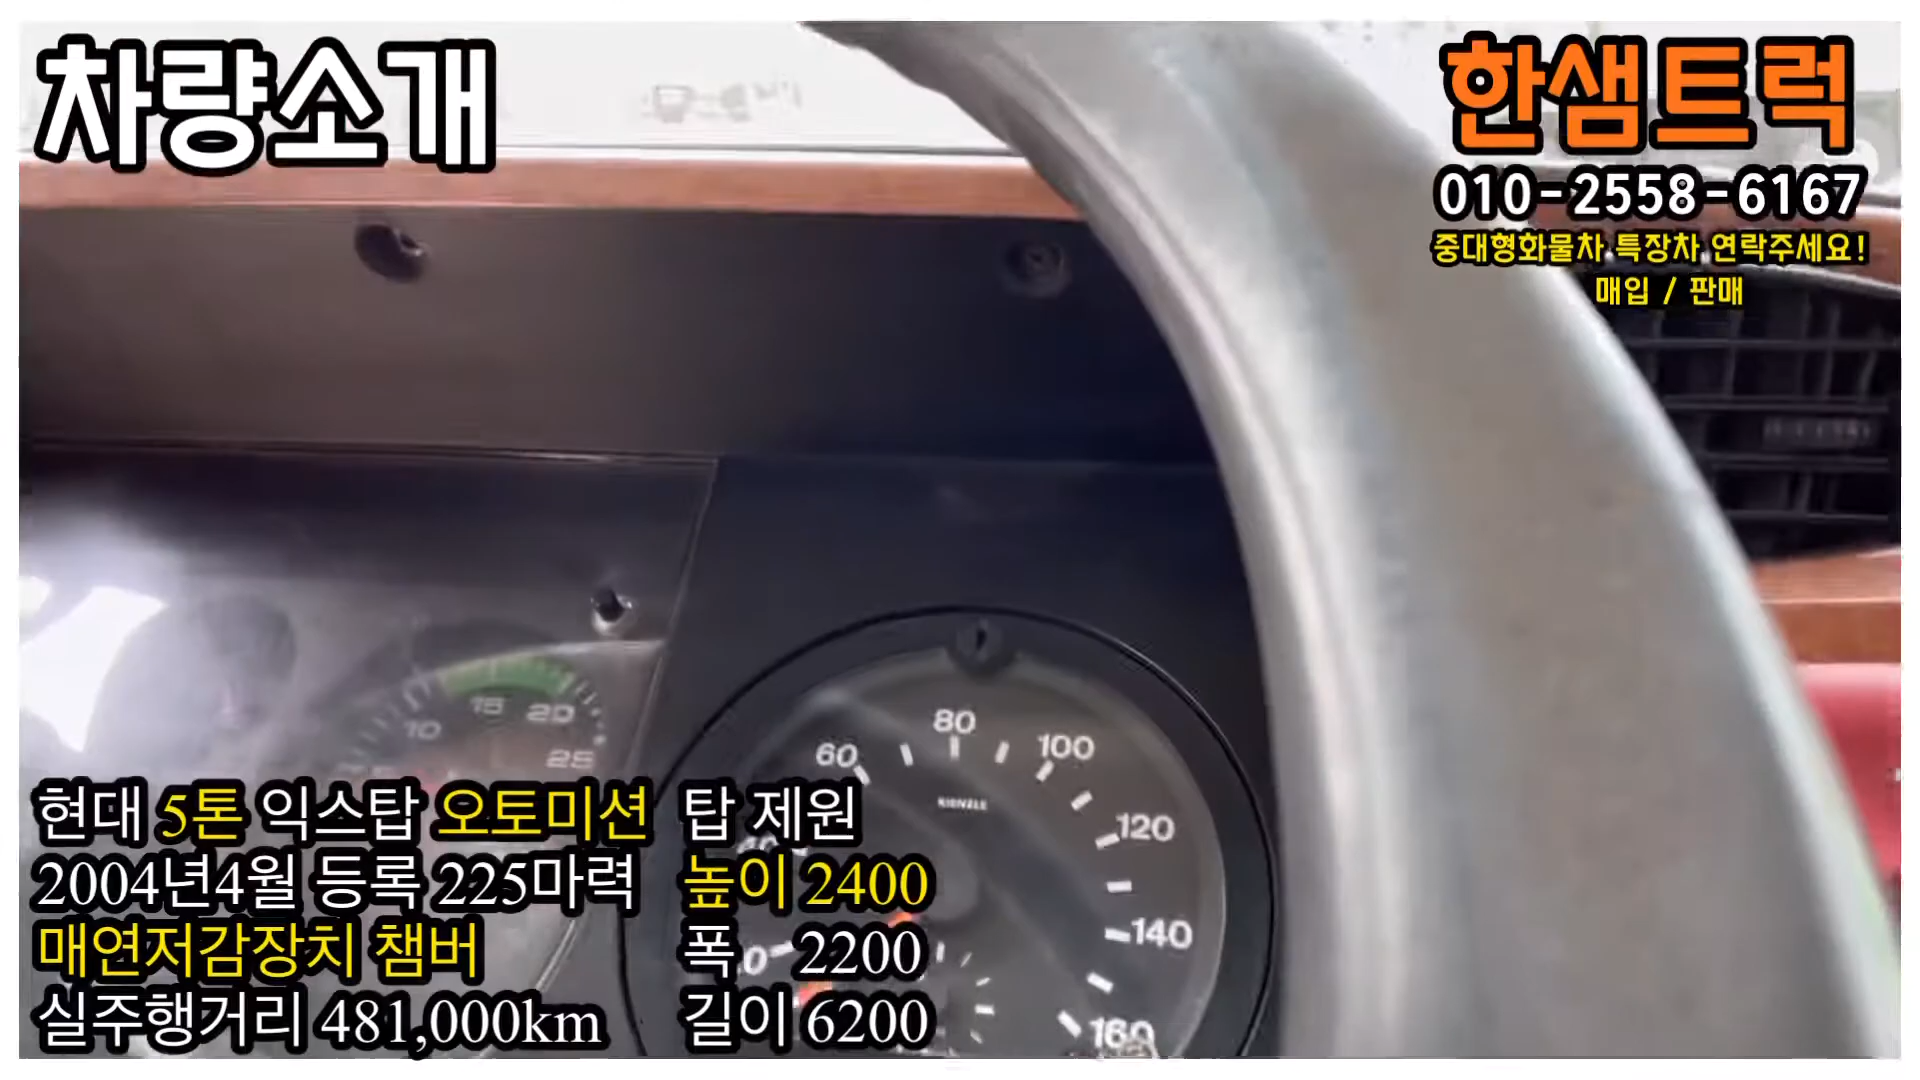 차량소개
한샘트럭
010-2558-6167
중대형화물차 특장차 연락주세요!
매입 / 판매
10 15 20 25
60 80 100 120 140 160
KIENZLE
현대 5톤 익스탑 오토미션
2004년4월 등록 225마력
매연저감장치 챔버
실주행거리 481,000km
탑 제원
높이 2400
폭 2200
길이 6200